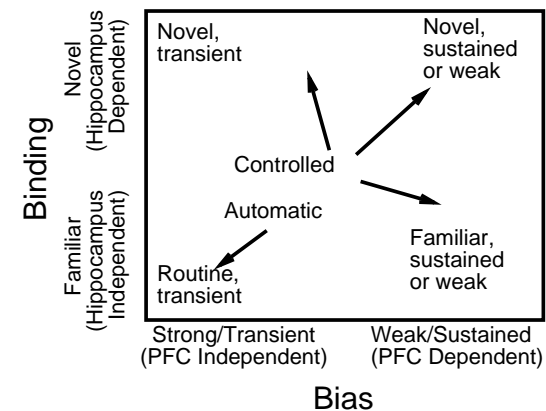 Novel,
transient
Novel,
sustained
or weak
Controlled
Automatic
Routine,
transient
Familiar,
sustained
or weak
Binding
Novel
(Hippocampus
Dependent)
Familiar
(Hippocampus
Independent)
Strong/Transient
(PFC Independent)
Weak/Sustained
(PFC Dependent)
Bias